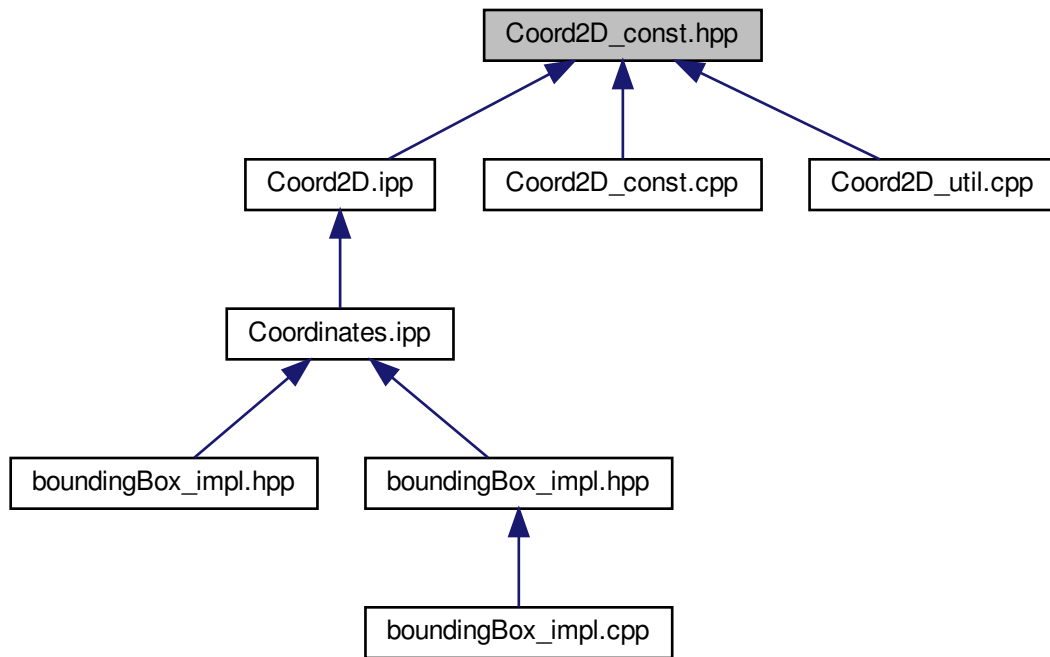 Coord2D_const.hpp
Coord2D.ipp
Coord2D_const.cpp
Coord2D_util.cpp
Coordinates.ipp
boundingBox_impl.hpp
boundingBox_impl.hpp
boundingBox_impl.cpp